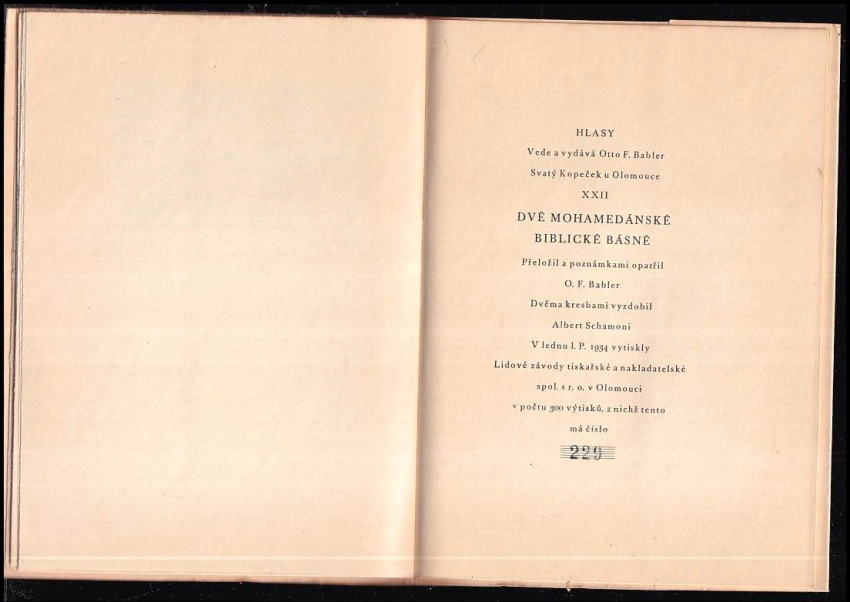 HLASY
Vede a vydává Otto F. Babler
Svatý Kopeček u Olomouce
XXII
DVĚ MOHAMEDÁNSKÉ
BIBLICKÉ BÁSNĚ
Přeložil a poznámkami opatřil
O. F. Babler
Dvěma kresbami vyzdobil
Albert Schamoni
V lednu l. P. 1934 vytiskly
Lidové závody tiskařské a nakladatelské
spol. s r. o. v Olomouci
v počtu 300 výtisků, z nichž tento
má číslo
229